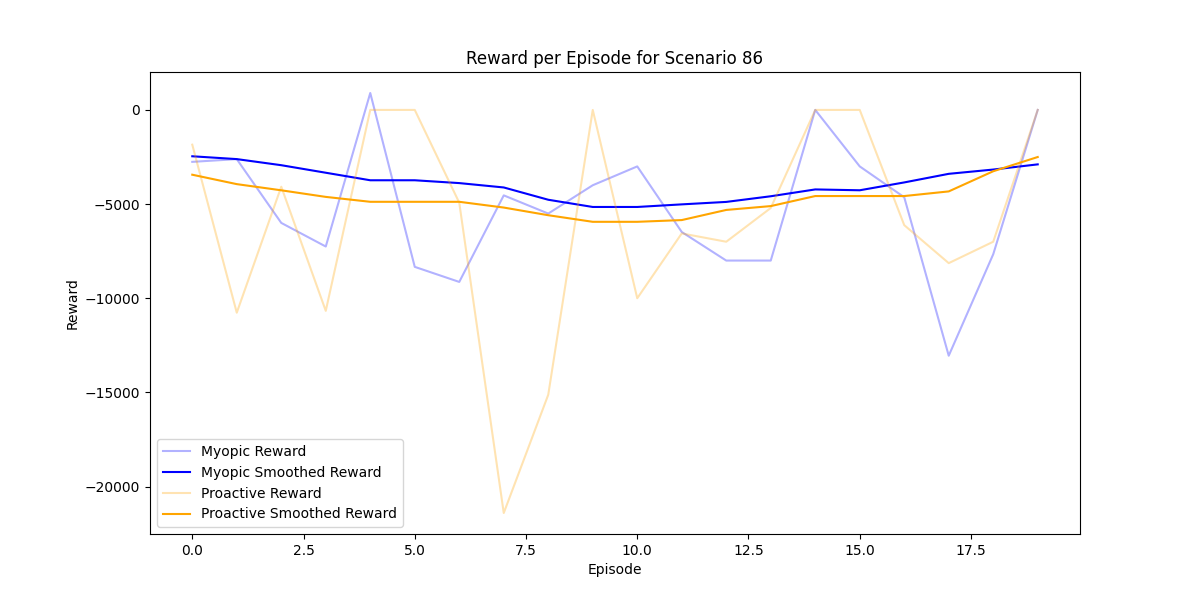 Reward per Episode for Scenario 86
Reward
0
−5000
−10000
−15000
−20000
Myopic Reward
Myopic Smoothed Reward
Proactive Reward
Proactive Smoothed Reward
0.0 2.5 5.0 7.5 10.0 12.5 15.0 17.5
Episode